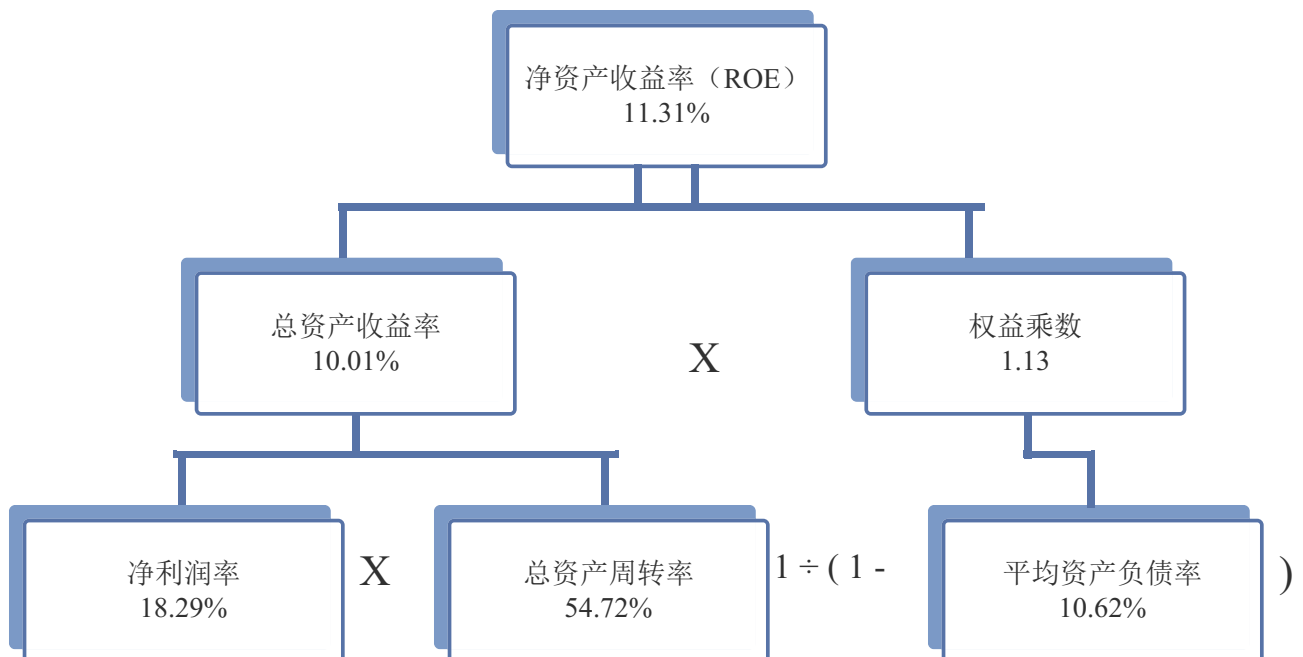 净资产收益率（ROE）
11.31%
总资产收益率
10.01%
X
权益乘数
1.13
净利润率
18.29%
X
总资产周转率
54.72%
1 ÷ ( 1 -
平均资产负债率
10.62%
)